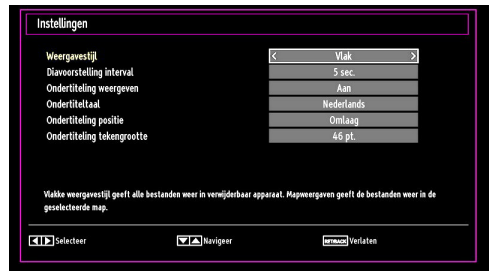 Instellingen
Weergavestijl < Vlak >
Diavoorstelling interval 5 sec.
Ondertiteling weergeven Aan
Ondertiteltaal Nederlands
Ondertiteling positie Omlaag
Ondertiteling tekengrootte 46 pt.
Vlakke weergavestijl geeft alle bestanden weer in verwijderbaar apparaat. Mapweergaven geeft de bestanden weer in de
geselecteerde map.
Selecteer Navigeer Verlaten